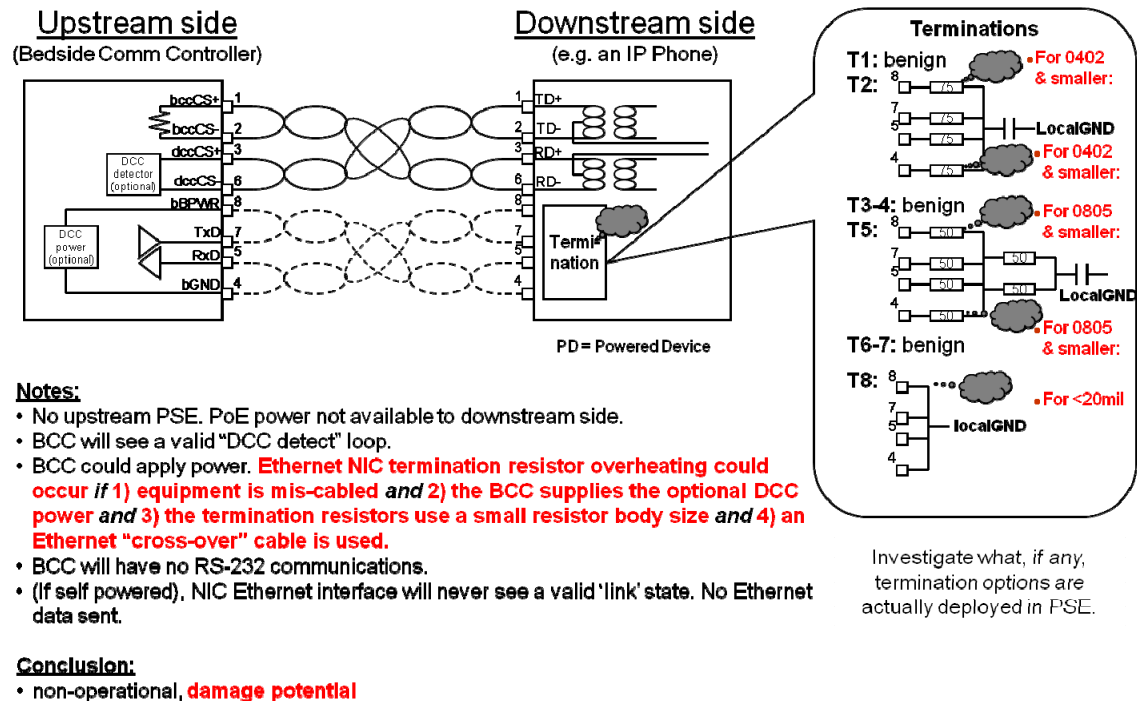 Upstream side
(Bedside Comm Controller)
Downstream side
(e.g. an IP Phone)
bccCS+
1
bccCS-
2
dccCS+
3
DCC
detector
(optional)
dccCS-
6
bBPWR
8
TxD
7
DCC
power
(optional)
RxD
5
bGND
4
1
TD+
2
TD-
3
RD+
6
RD-
8
7
Termi-
nation
5
4
PD = Powered Device
Terminations
T1: benign
T2:
8
75
7
75
5
75
4
75
LocalGND
• For 0402
& smaller:
• For 0402
& smaller:
T3-4: benign
T5:
8
50
7
50
5
50
4
50
50
50
LocalGND
• For 0805
& smaller:
• For 0805
& smaller:
T6-7: benign
T8:
8
7
5
4
localGND
• For <20mil
Investigate what, if any,
termination options are
actually deployed in PSE.
Notes:
• No upstream PSE. PoE power not available to downstream side.
• BCC will see a valid “DCC detect” loop.
• BCC could apply power. Ethernet NIC termination resistor overheating could
occur if 1) equipment is mis-cabled and 2) the BCC supplies the optional DCC
power and 3) the termination resistors use a small resistor body size and 4) an
Ethernet “cross-over” cable is used.
• BCC will have no RS-232 communications.
• (If self powered), NIC Ethernet interface will never see a valid ‘link’ state. No Ethernet
data sent.
Conclusion:
• non-operational, damage potential